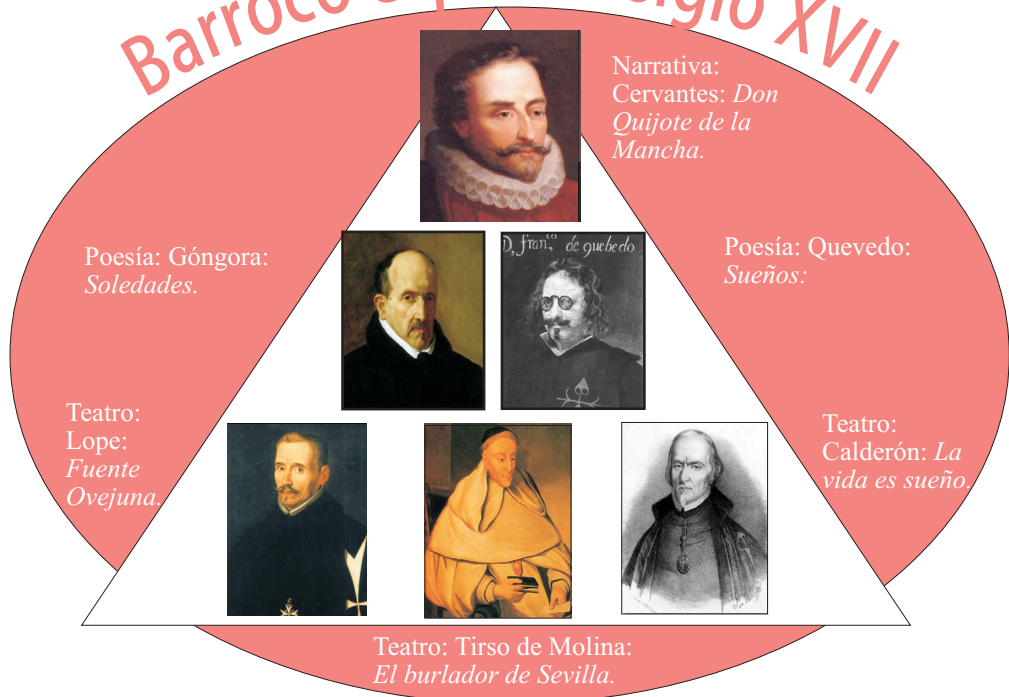 Barroco siglo XVII
Narrativa:
Cervantes: Don
Quijote de la
Mancha.
D, fran,co de quebedo
Poesía: Góngora:
Soledades.
Poesía: Quevedo:
Sueños:
Teatro:
Lope:
Fuente
Ovejuna.
Teatro:
Calderón: La
vida es sueño.
Teatro: Tirso de Molina:
El burlador de Sevilla.